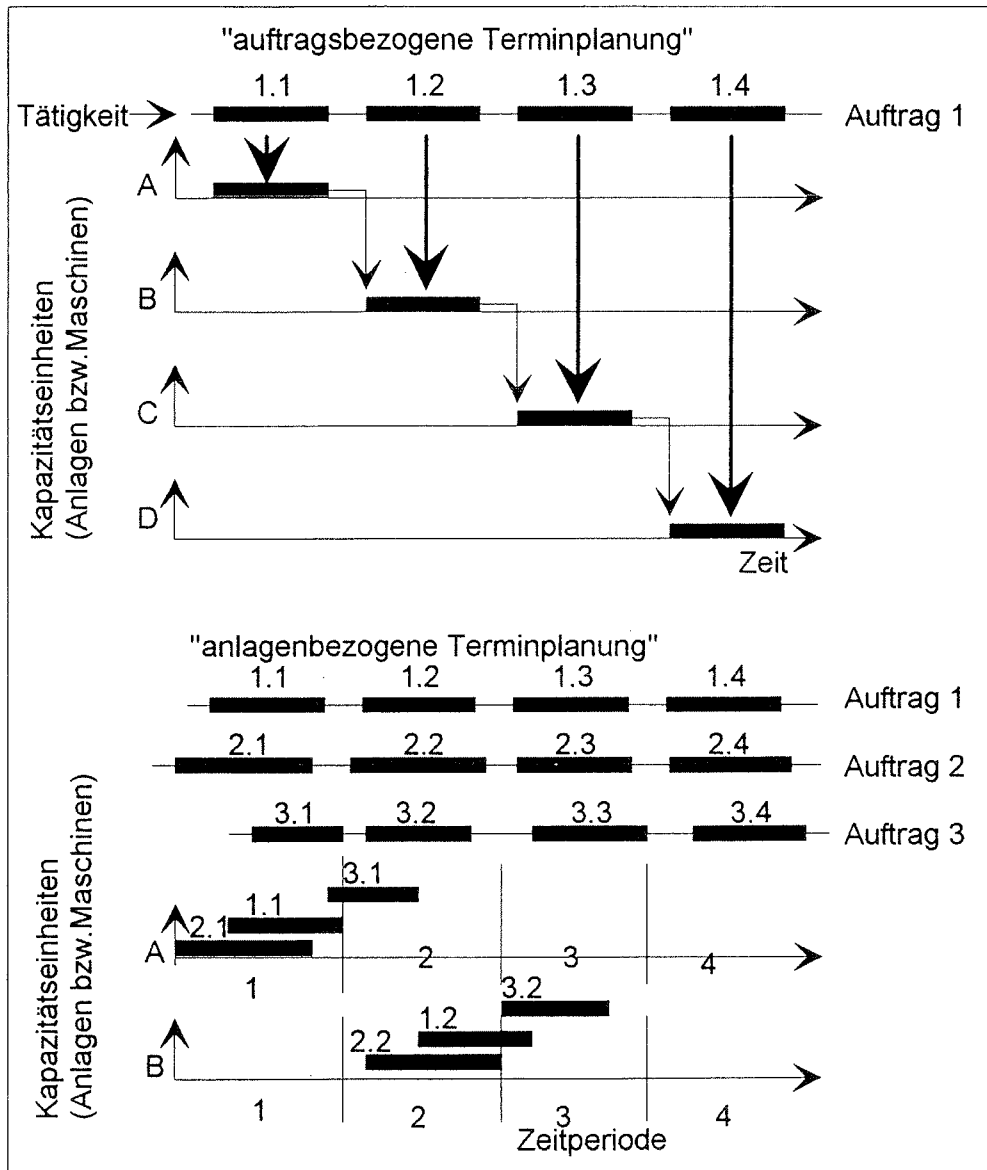 "auftragsbezogene Terminplanung"
1.1 1.2 1.3 1.4
Tätigkeit Auftrag 1
Kapazitätseinheiten
(Anlagen bzw.Maschinen)
A
B
C
D
Zeit
"anlagenbezogene Terminplanung"
1.1 1.2 1.3 1.4 Auftrag 1
2.1 2.2 2.3 2.4 Auftrag 2
3.1 3.2 3.3 3.4 Auftrag 3
Kapazitätseinheiten
(Anlagen bzw.Maschinen)
3.1
1.1
2.1
A
1 2 3 4
3.2
1.2
2.2
B
1 2 3 4
Zeitperiode